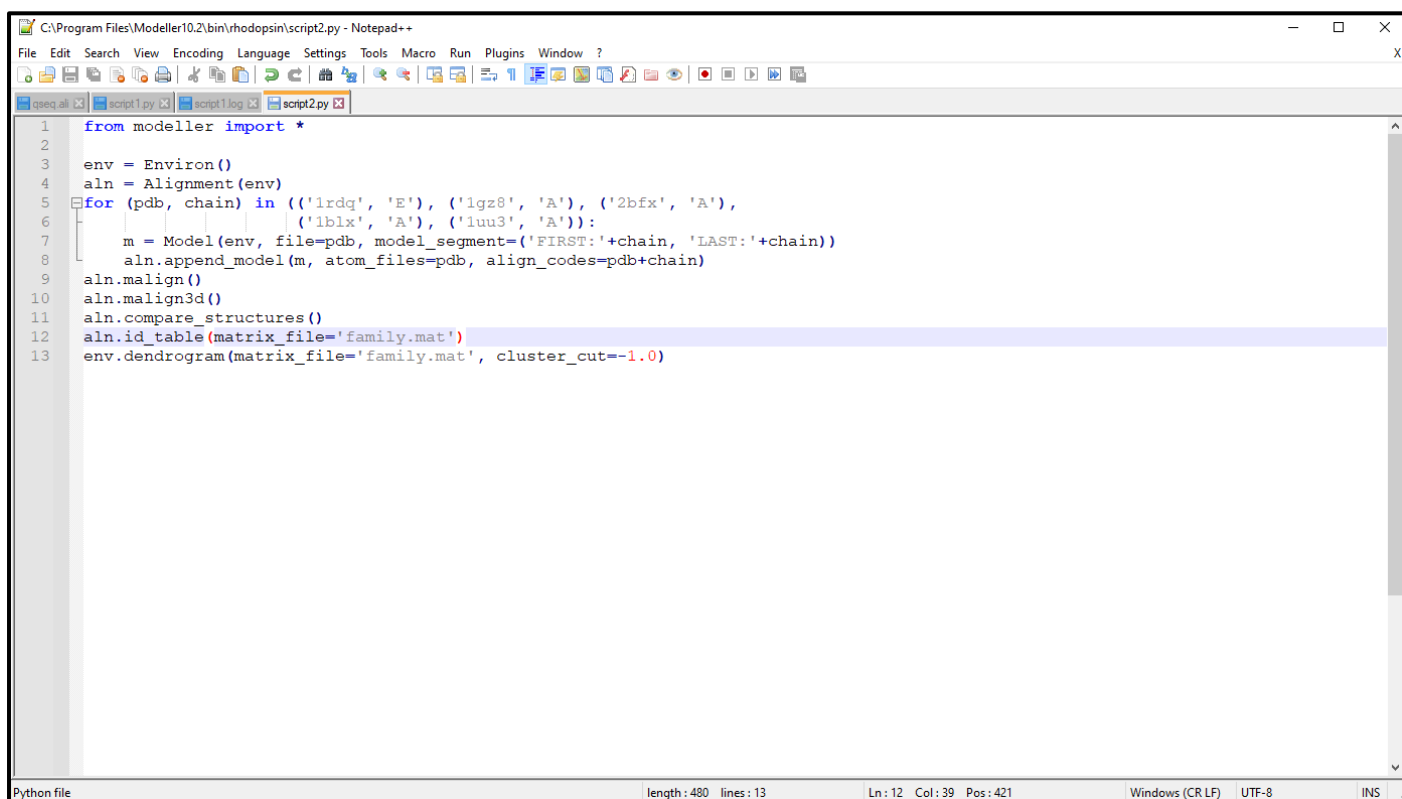 C:\Program Files\Modeller10.2\bin\rhodopsin\script2.py - Notepad++
File Edit Search View Encoding Language Settings Tools Macro Run Plugins Window ? X
qseq.ali script1.py script1.log script2.py
1 from modeller import *
2
3 env = Environ()
4 aln = Alignment(env)
5 for (pdb, chain) in (('1rdq', 'E'), ('1gz8', 'A'), ('2bfx', 'A'),
6                      ('1blx', 'A'), ('1uu3', 'A')):
7     m = Model(env, file=pdb, model_segment=('FIRST:'+chain, 'LAST:'+chain))
8     aln.append_model(m, atom_files=pdb, align_codes=pdb+chain)
9 aln.malign()
10 aln.malign3d()
11 aln.compare_structures()
12 aln.id_table(matrix_file='family.mat')
13 env.dendrogram(matrix_file='family.mat', cluster_cut=-1.0)
Python file length : 480 lines : 13 Ln : 12 Col : 39 Pos : 421 Windows (CR LF) UTF-8 INS